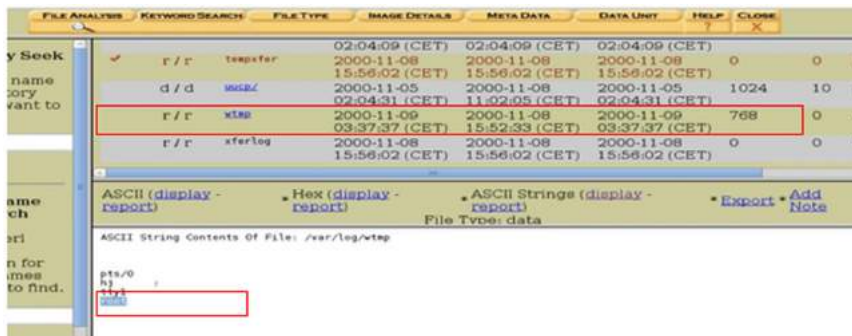 FILE ANALYSIS KEYWORD SEARCH FILE TYPE IMAGE DETAILS META DATA DATA UNIT HELP CLOSE
? X
y Seek
name
tory
want to
02:04:09 (CET) 02:04:09 (CET) 02:04:09 (CET)
r / r tempxfer 2000-11-08 2000-11-08 2000-11-08 0 0
15:56:02 (CET) 15:56:02 (CET) 15:56:02 (CET)
d / d uucp/ 2000-11-05 2000-11-08 2000-11-05 1024 10
02:04:31 (CET) 11:02:05 (CET) 02:04:31 (CET)
r / r wtmp 2000-11-09 2000-11-08 2000-11-09 768 0
03:37:37 (CET) 15:52:33 (CET) 03:37:37 (CET)
r / r xferlog 2000-11-08 2000-11-08 2000-11-08 0 0
15:56:02 (CET) 15:56:02 (CET) 15:56:02 (CET)
ame
ch
n for
ames
to find.
ASCII (display - report) * Hex (display - report) * ASCII Strings (display - report) * Export * Add Note
File Type: data
ASCII String Contents Of File: /var/log/wtmp
pts/0
hj
tty1
root